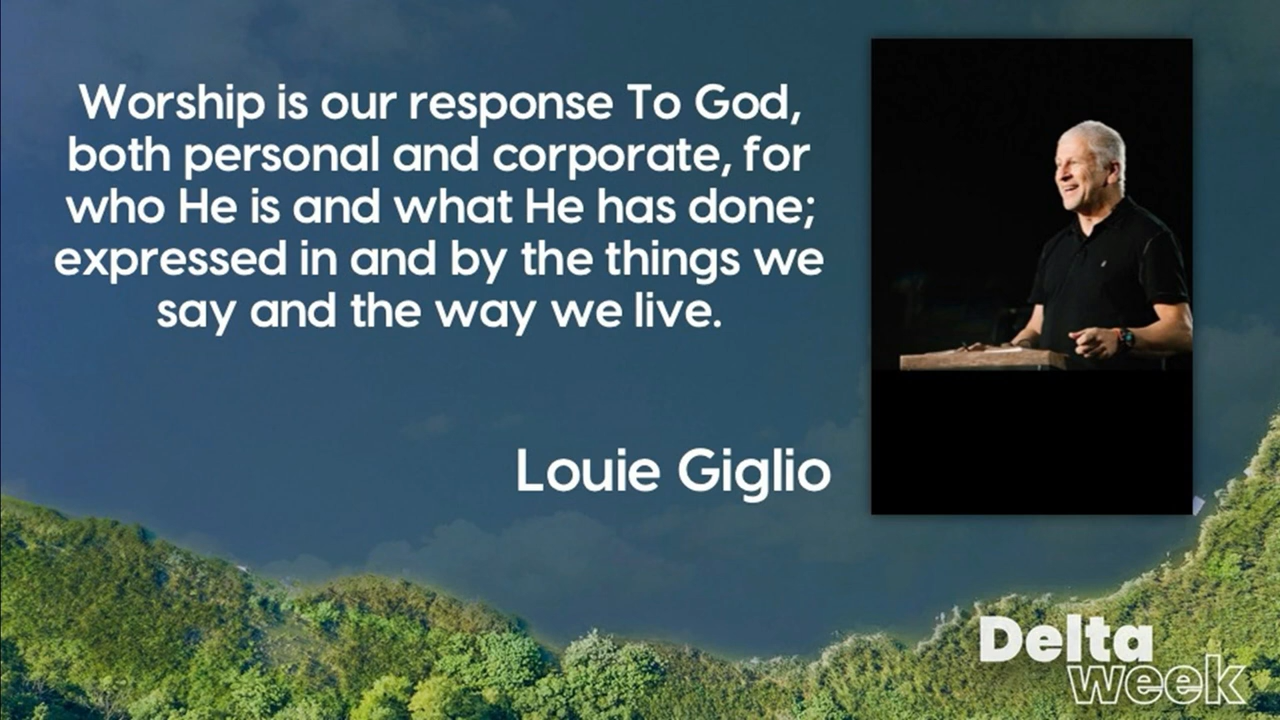 Worship is our response To God,
both personal and corporate, for
who He is and what He has done;
expressed in and by the things we
say and the way we live.
Louie Giglio
Delta
week